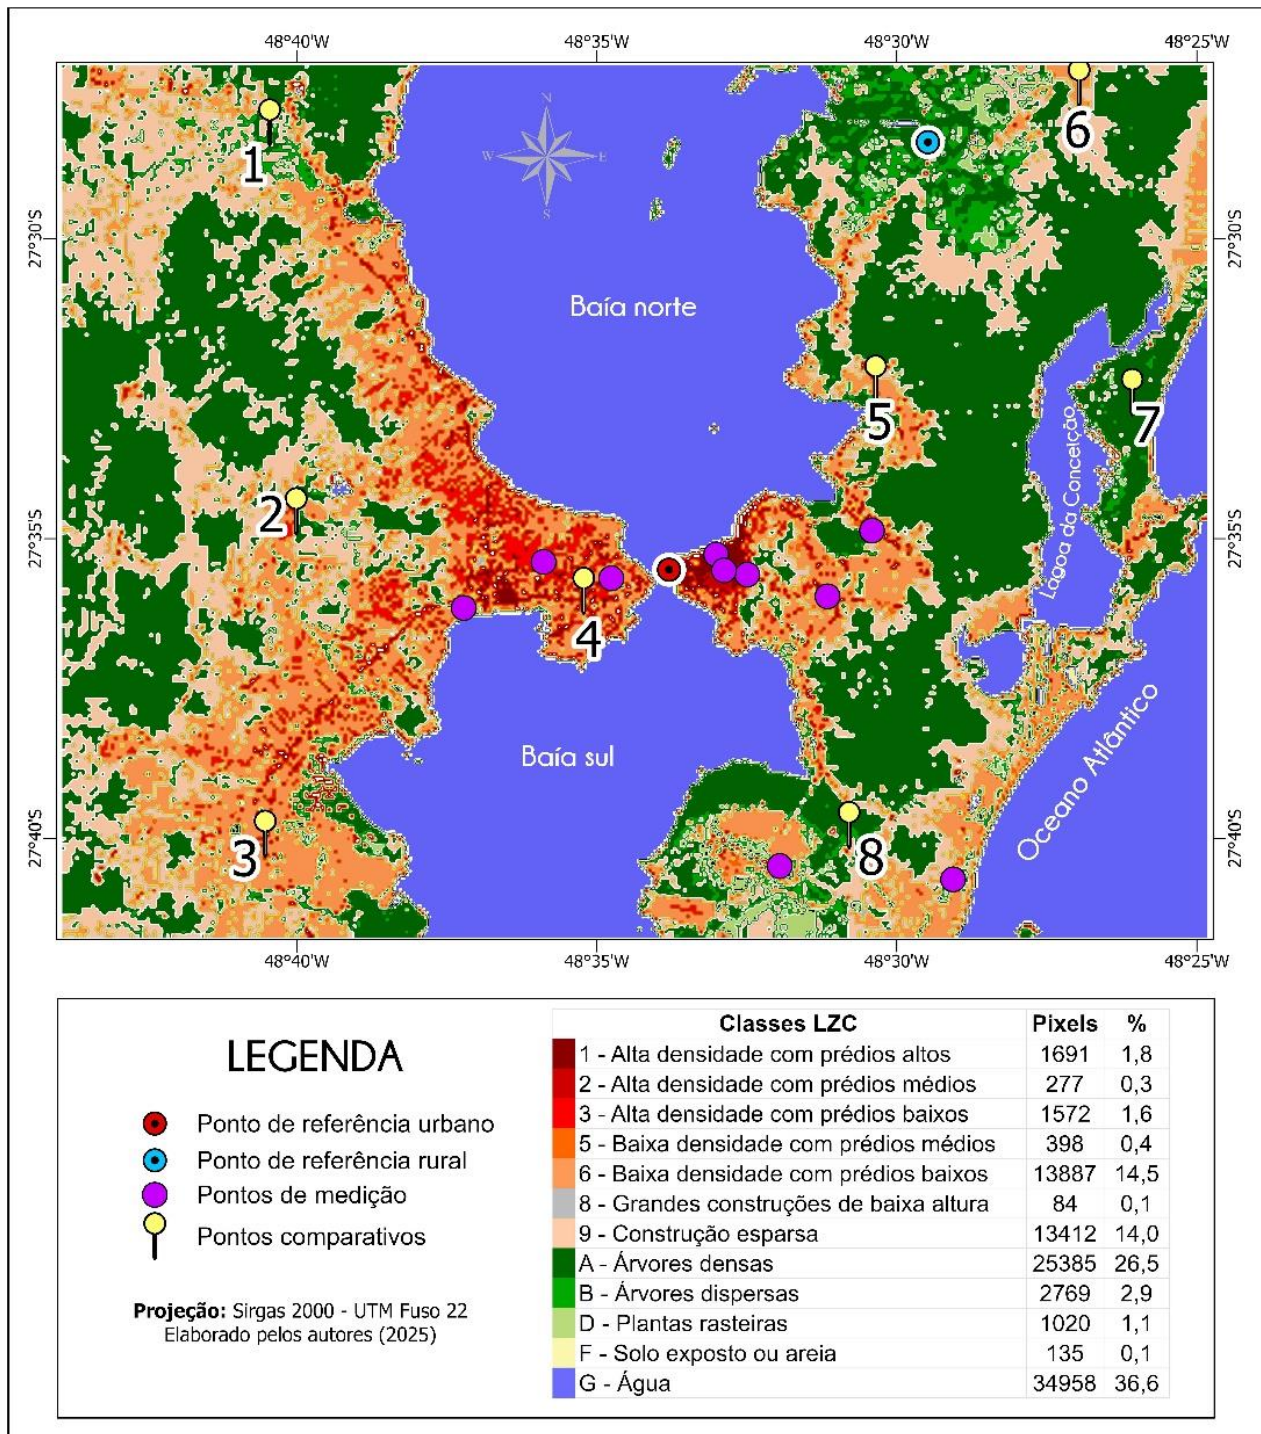 48°40'W 48°35'W 48°30'W 48°25'W
N
W E
S
1
6
27°30'S
27°30'S
Baía norte
5
7
Lagoa da Conceição
2
27°35'S
27°35'S
4
Baía sul
Oceano Atlântico
3
8
27°40'S
27°40'S
48°40'W 48°35'W 48°30'W 48°25'W
LEGENDA
Ponto de referência urbano
Ponto de referência rural
Pontos de medição
Pontos comparativos
Projeção: Sirgas 2000 - UTM Fuso 22
Elaborado pelos autores (2025)
Classes LZC Pixels %
1 - Alta densidade com prédios altos 1691 1,8
2 - Alta densidade com prédios médios 277 0,3
3 - Alta densidade com prédios baixos 1572 1,6
5 - Baixa densidade com prédios médios 398 0,4
6 - Baixa densidade com prédios baixos 13887 14,5
8 - Grandes construções de baixa altura 84 0,1
9 - Construção esparsa 13412 14,0
A - Árvores densas 25385 26,5
B - Árvores dispersas 2769 2,9
D - Plantas rasteiras 1020 1,1
F - Solo exposto ou areia 135 0,1
G - Água 34958 36,6